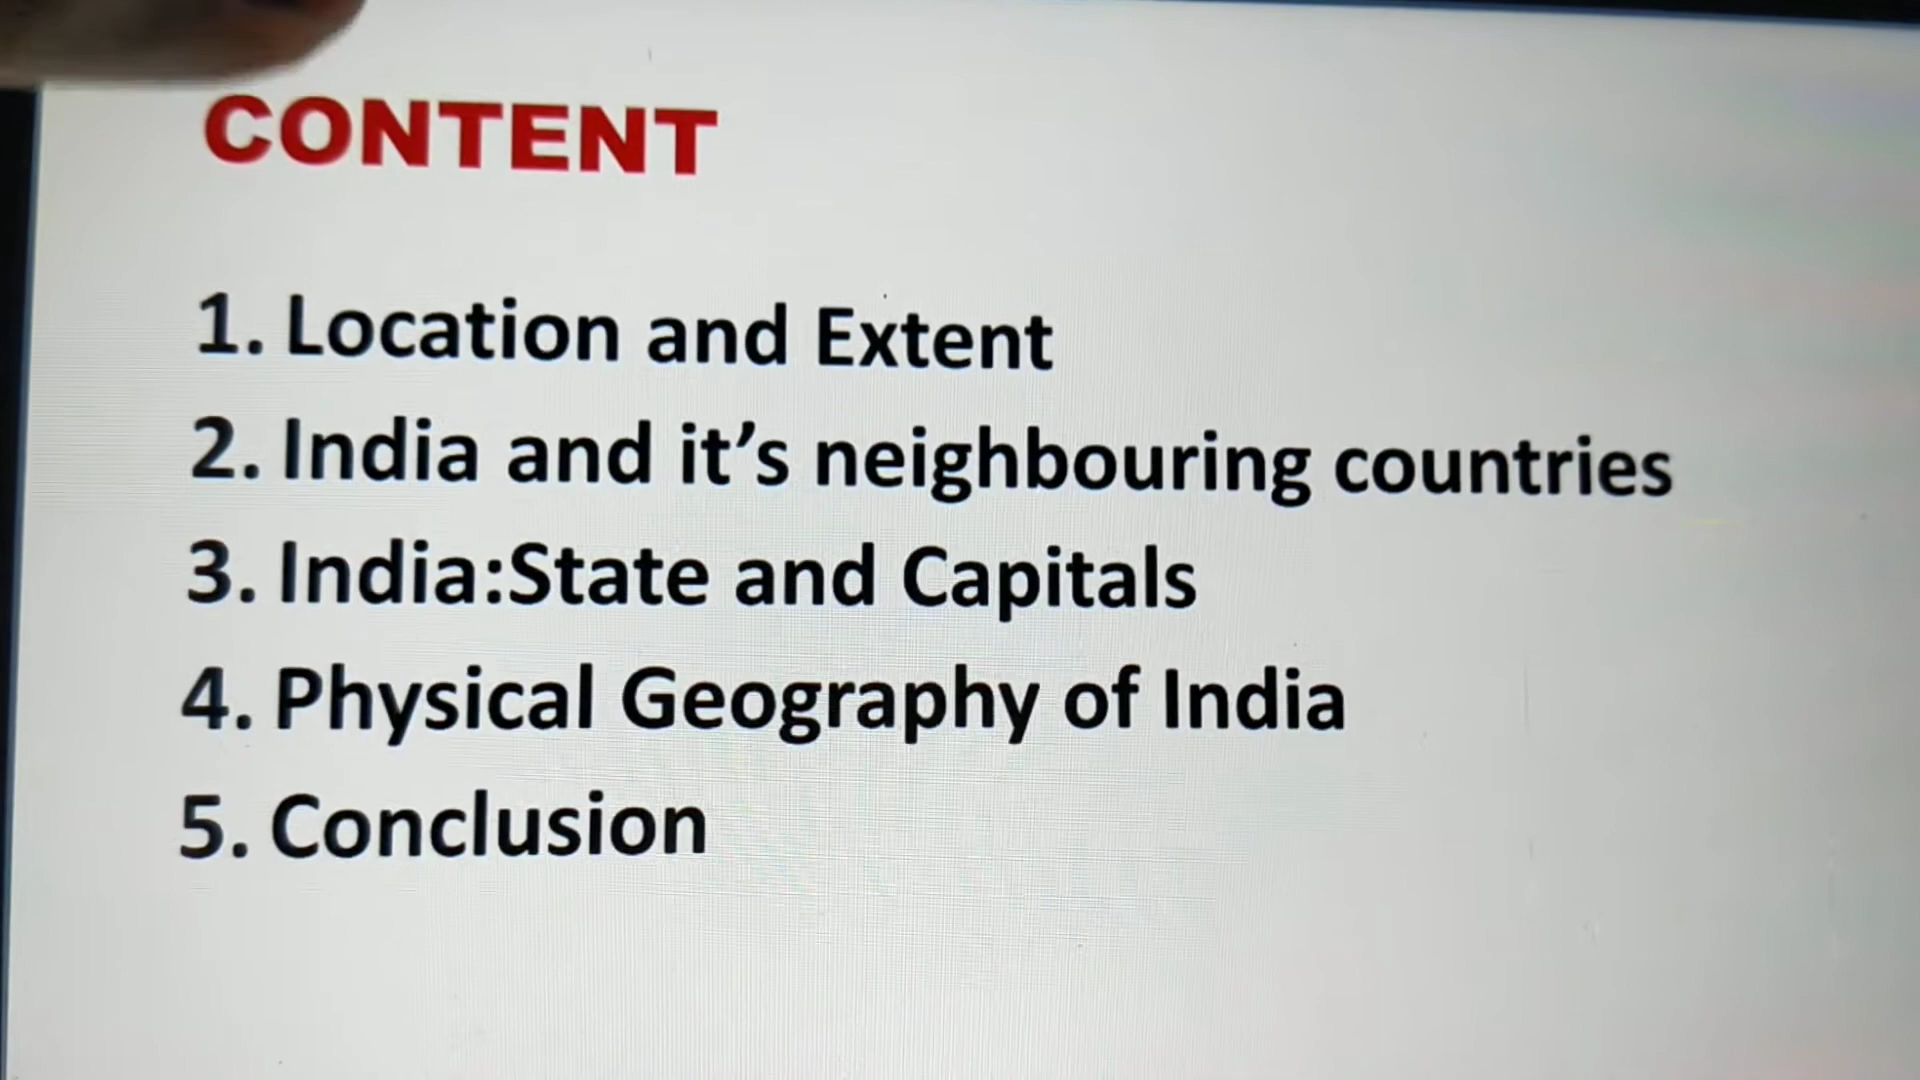 CONTENT
1. Location and Extent
2. India and it’s neighbouring countries
3. India:State and Capitals
4. Physical Geography of India
5. Conclusion